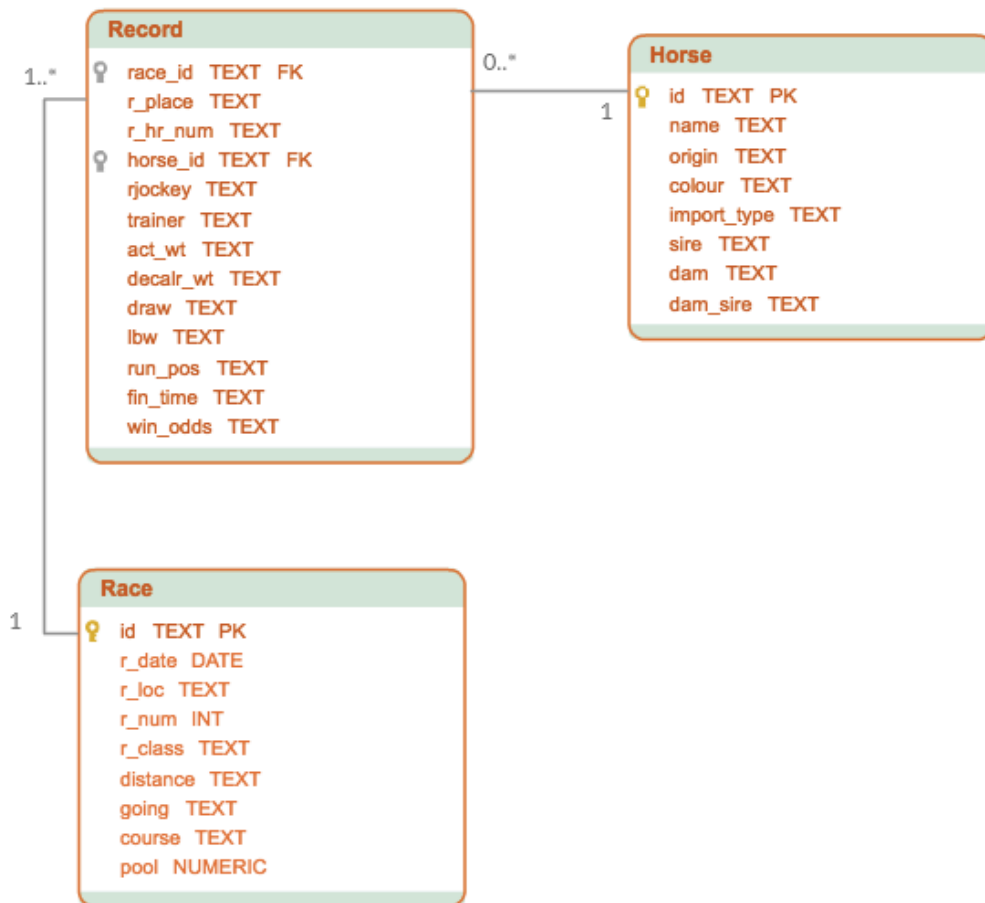 Record
race_id TEXT FK
r_place TEXT
r_hr_num TEXT
horse_id TEXT FK
rjockey TEXT
trainer TEXT
act_wt TEXT
decalr_wt TEXT
draw TEXT
lbw TEXT
run_pos TEXT
fin_time TEXT
win_odds TEXT
1..*
0..*
1
Horse
id TEXT PK
name TEXT
origin TEXT
colour TEXT
import_type TEXT
sire TEXT
dam TEXT
dam_sire TEXT
Race
1
id TEXT PK
r_date DATE
r_loc TEXT
r_num INT
r_class TEXT
distance TEXT
going TEXT
course TEXT
pool NUMERIC